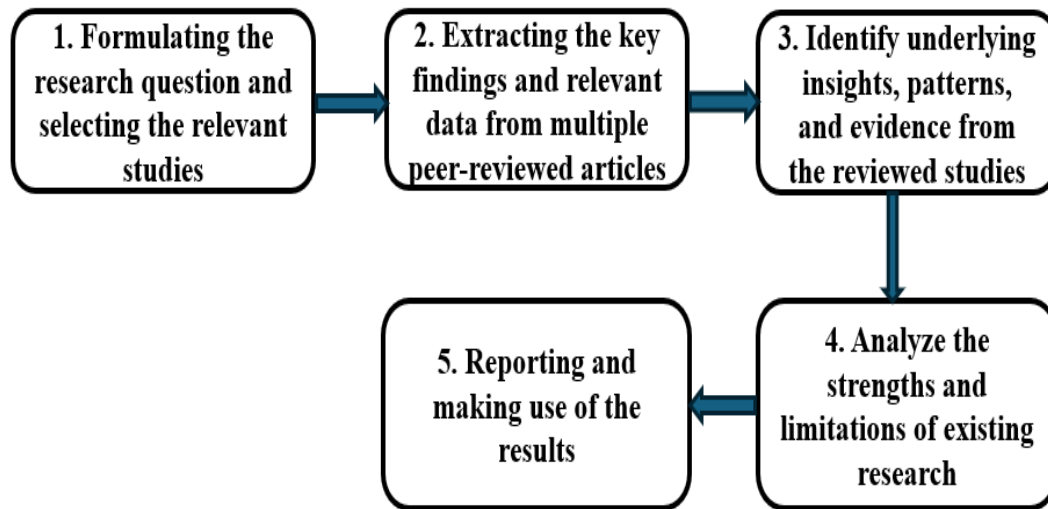 1. Formulating the
research question and
selecting the relevant
studies
2. Extracting the key
findings and relevant
data from multiple
peer-reviewed articles
3. Identify underlying
insights, patterns,
and evidence from
the reviewed studies
4. Analyze the
strengths and
limitations of existing
research
5. Reporting and
making use of the
results